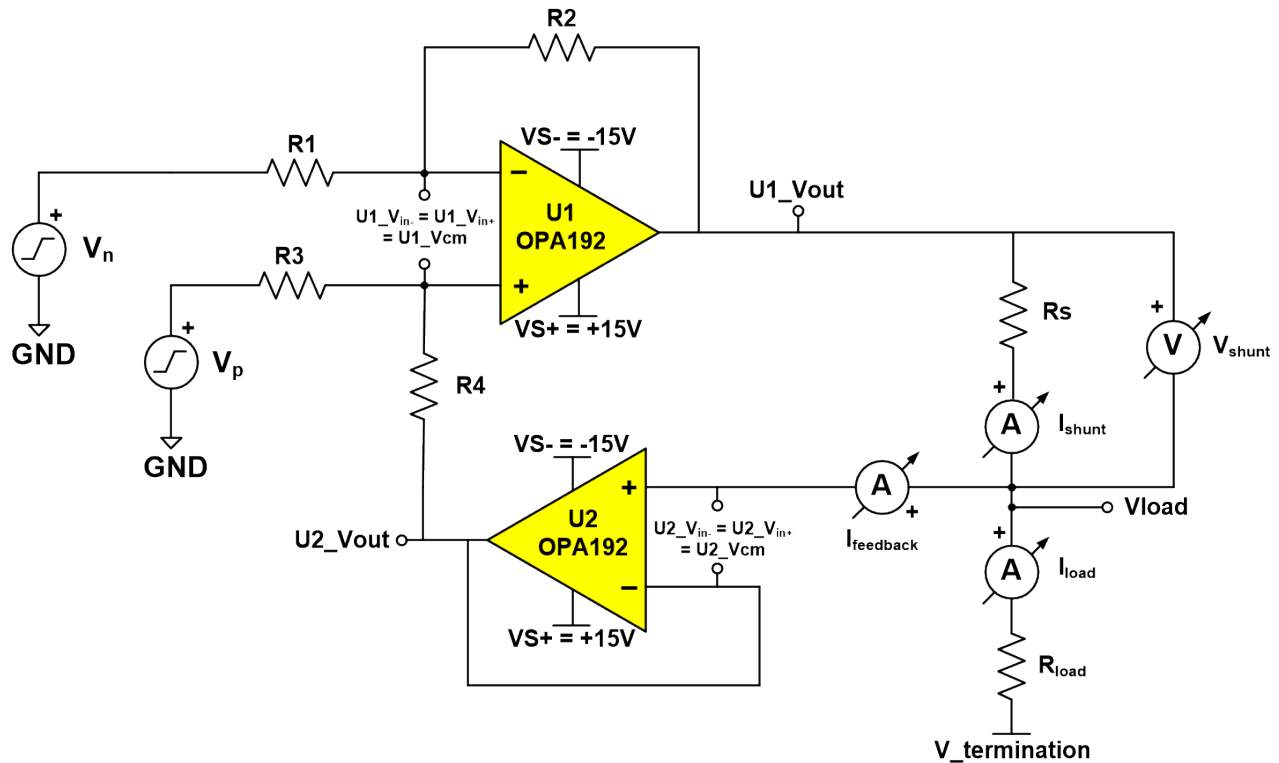 R2
VS- = -15V
R1
−
U1_Vout
U1_Vin- = U1_Vin+
= U1_Vcm
U1
OPA192
+
Vn
R3
+
VS+ = +15V
+
Rs
+
V
Vshunt
GND
+
Vp
R4
+
A
Ishunt
GND
VS- = -15V
+
U2
OPA192
U2_Vin- = U2_Vin+
= U2_Vcm
A
+
Ifeedback
Vload
U2_Vout
+
A
Iload
−
VS+ = +15V
Rload
V_termination